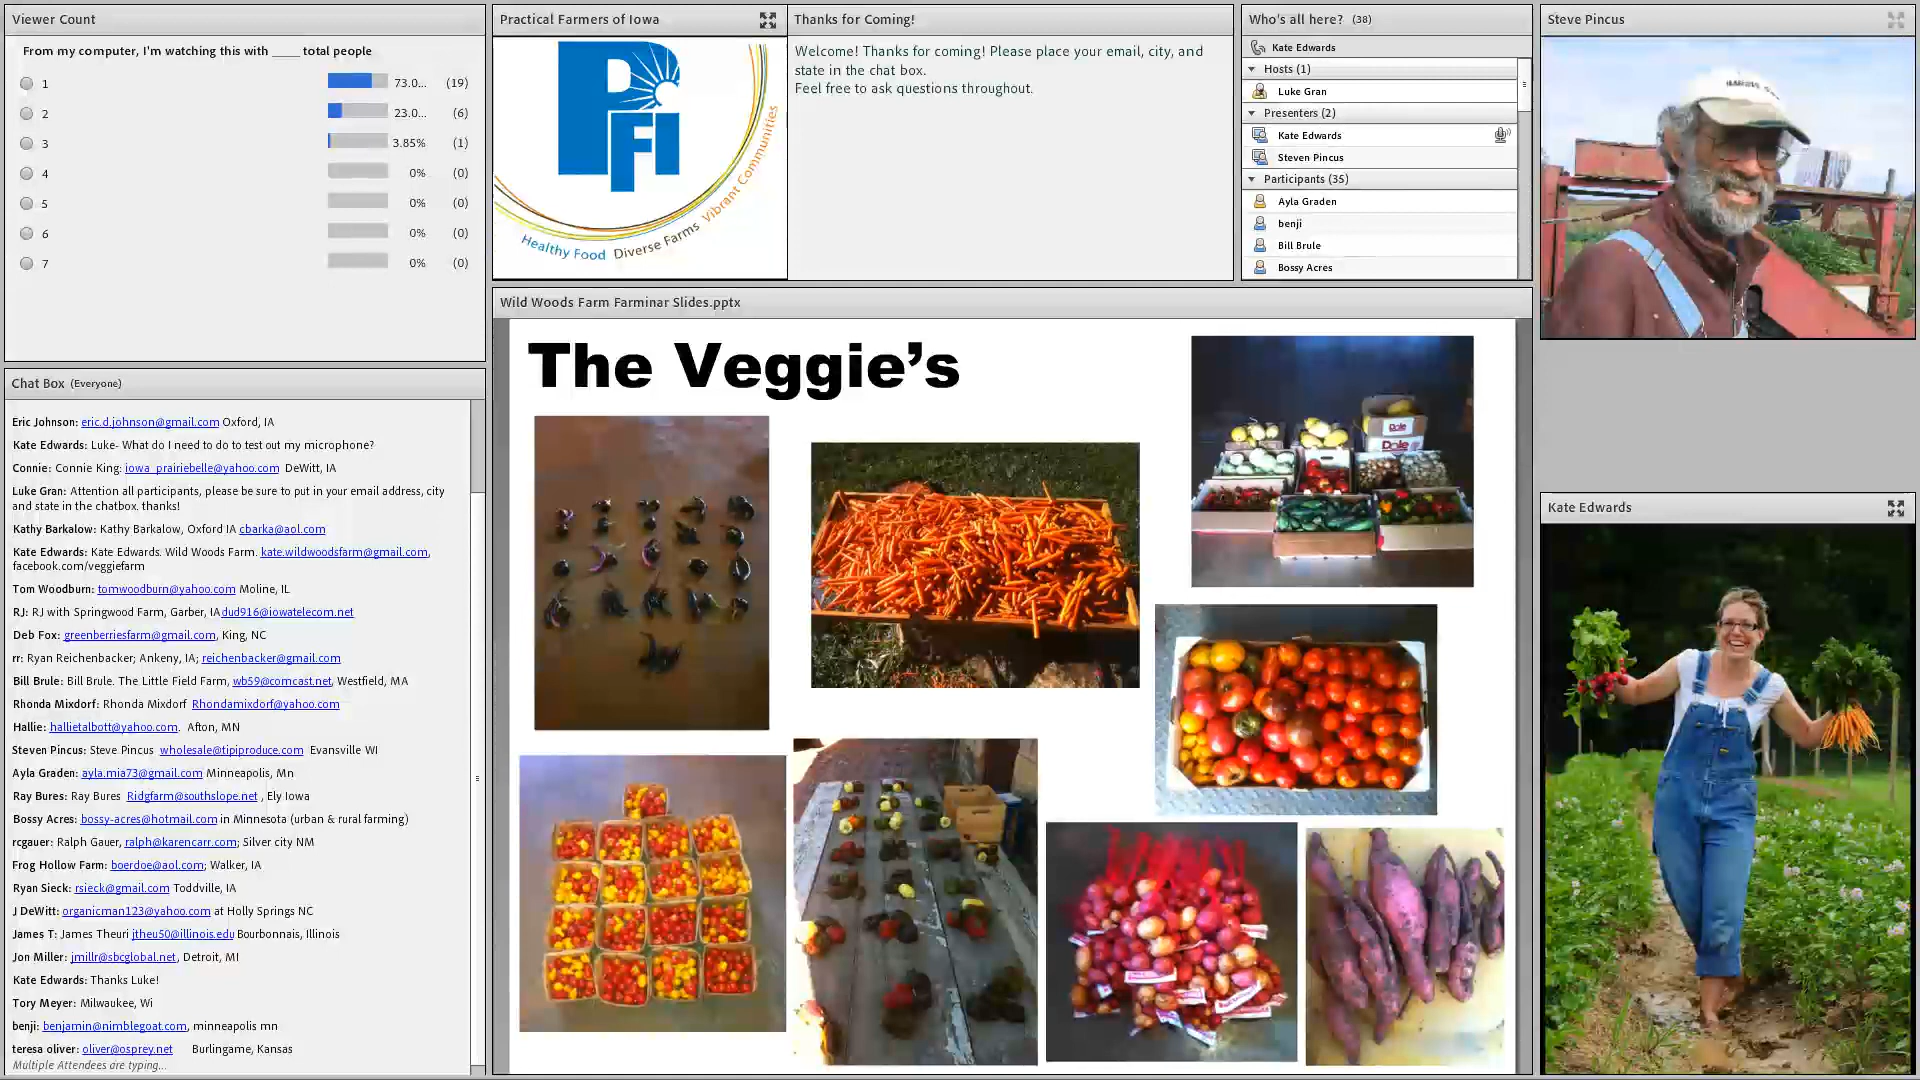 Viewer Count
From my computer, I'm watching this with ____ total people
1 73.0... (19)
2 23.0... (6)
3 3.85% (1)
4 0% (0)
5 0% (0)
6 0% (0)
7 0% (0)
Chat Box (Everyone)
Eric Johnson: eric.d.johnson@gmail.com Oxford, IA
Kate Edwards: Luke- What do I need to do to test out my microphone?
Connie: Connie King: iowa_prairiebelle@yahoo.com DeWitt, IA
Luke Gran: Attention all participants, please be sure to put in your email address, city
and state in the chatbox. thanks!
Kathy Barkalow: Kathy Barkalow, Oxford IA cbarka@aol.com
Kate Edwards: Kate Edwards. Wild Woods Farm. kate.wildwoodsfarm@gmail.com,
facebook.com/veggiefarm
Tom Woodburn: tomwoodburn@yahoo.com Moline, IL
RJ: RJ with Springwood Farm, Garber, IA dud916@iowatelecom.net
Deb Fox: greenberriesfarm@gmail.com, King, NC
rr: Ryan Reichenbacker; Ankeny, IA; reichenbacker@gmail.com
Bill Brule: Bill Brule. The Little Field Farm, wb59@comcast.net, Westfield, MA
Rhonda Mixdorf: Rhonda Mixdorf Rhondamixdorf@yahoo.com
Hallie: hallietalbott@yahoo.com. Afton, MN
Steven Pincus: Steve Pincus wholesale@tipiproduce.com Evansville WI
Ayla Graden: ayla.mia73@gmail.com Minneapolis, Mn
Ray Bures: Ray Bures Ridgfarm@southslope.net , Ely Iowa
Bossy Acres: bossy-acres@hotmail.com in Minnesota (urban & rural farming)
rcgauer: Ralph Gauer, ralph@karencarr.com; Silver city NM
Frog Hollow Farm: boerdoe@aol.com; Walker, IA
Ryan Sieck: rsieck@gmail.com Toddville, IA
J DeWitt: organicman123@yahoo.com at Holly Springs NC
James T: James Theuri jtheu50@illinois.edu Bourbonnais, Illinois
Jon Miller: jmillr@sbcglobal.net, Detroit, MI
Kate Edwards: Thanks Luke!
Tory Meyer: Milwaukee, Wi
benji: benjamin@nimblegoat.com, minneapolis mn
teresa oliver: oliver@osprey.net Burlingame, Kansas
Multiple Attendees are typing...
Practical Farmers of Iowa
PFI
Healthy Food Diverse Farms Vibrant Communities
Thanks for Coming!
Welcome! Thanks for coming! Please place your email, city, and
state in the chat box.
Feel free to ask questions throughout.
Who's all here? (38)
Kate Edwards
Hosts (1)
Luke Gran
Presenters (2)
Kate Edwards
Steven Pincus
Participants (35)
Ayla Graden
benji
Bill Brule
Bossy Acres
Wild Woods Farm Farminar Slides.pptx
The Veggie's
Dole
Dole
Steve Pincus
Kate Edwards